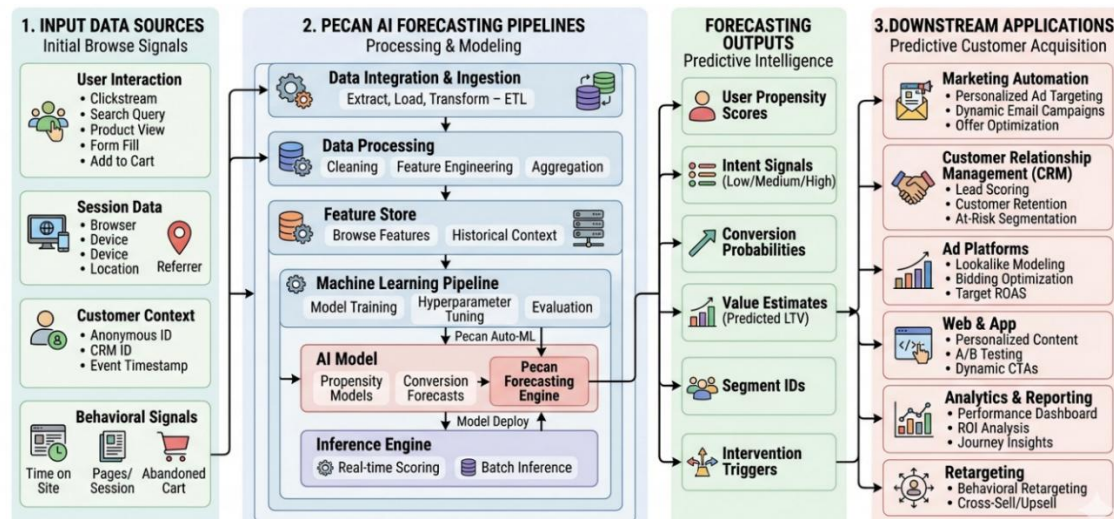 1. INPUT DATA SOURCES
Initial Browse Signals
User Interaction
• Clickstream
• Search Query
• Product View
• Form Fill
• Add to Cart
Session Data
• Browser
• Device
• Device
• Location
Referrer
Customer Context
• Anonymous ID
• CRM ID
• Event Timestamp
Behavioral Signals
Time on
Site
Pages/
Session
Abandoned
Cart
2. PECAN AI FORECASTING PIPELINES
Processing & Modeling
Data Integration & Ingestion
Extract, Load, Transform – ETL
Data Processing
Cleaning
Feature Engineering
Aggregation
Feature Store
Browse Features
Historical Context
Machine Learning Pipeline
Model Training
Hyperparameter
Tuning
Evaluation
Pecan Auto-ML
AI Model
Propensity
Models
Conversion
Forecasts
Pecan
Forecasting
Engine
Model Deploy
Inference Engine
Real-time Scoring
Batch Inference
FORECASTING
OUTPUTS
Predictive Intelligence
User Propensity
Scores
Intent Signals
(Low/Medium/High)
Conversion
Probabilities
Value Estimates
(Predicted LTV)
Segment IDs
Intervention
Triggers
3.DOWNSTREAM APPLICATIONS
Predictive Customer Acquisition
Marketing Automation
• Personalized Ad Targeting
• Dynamic Email Campaigns
• Offer Optimization
Customer Relationship
Management (CRM)
• Lead Scoring
• Customer Retention
• At-Risk Segmentation
Ad Platforms
• Lookalike Modeling
• Bidding Optimization
• Target ROAS
Web & App
</>
• Personalized Content
• A/B Testing
• Dynamic CTAs
Analytics & Reporting
• Performance Dashboard
• ROI Analysis
• Journey Insights
Retargeting
• Behavioral Retargeting
• Cross-Sell/Upsell